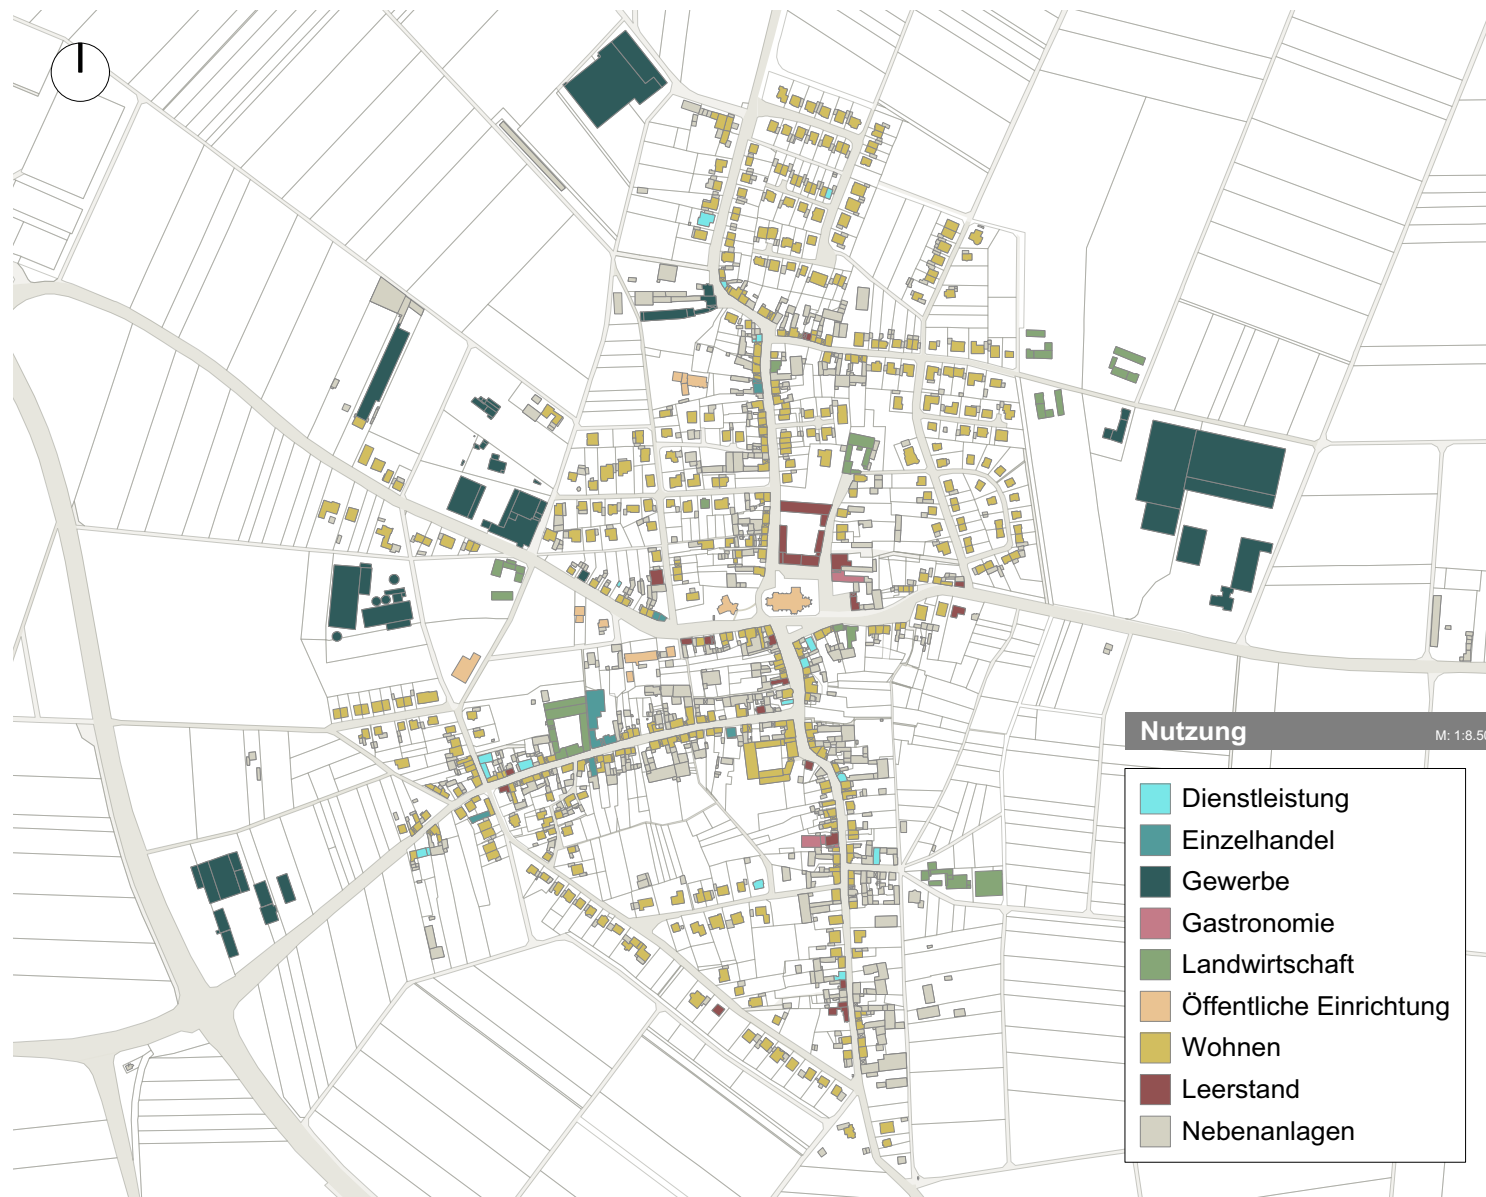 Nutzung
M: 1:8.50
Dienstleistung
Einzelhandel
Gewerbe
Gastronomie
Landwirtschaft
Öffentliche Einrichtung
Wohnen
Leerstand
Nebenanlagen